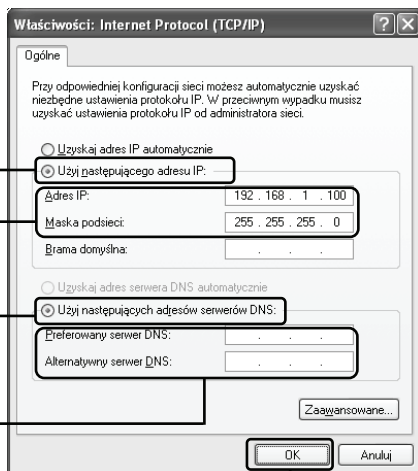 Właściwości: Internet Protocol (TCP/IP)
Ogólne
Przy odpowiedniej konfiguracji sieci możesz automatycznie uzyskać
niezbędne ustawienia protokołu IP. W przeciwnym wypadku musisz
uzyskać ustawienia protokołu IP od administratora sieci.
Uzyskaj adres IP automatycznie
Użyj następującego adresu IP:
Adres IP: 192 . 168 . 1 . 100
Maska podsieci: 255 . 255 . 255 . 0
Brama domyślna: . . .
Uzyskaj adres serwera DNS automatycznie
Użyj następujących adresów serwerów DNS:
Preferowany serwer DNS: . . .
Alternatywny serwer DNS: . . .
Zaawansowane...
OK Anuluj